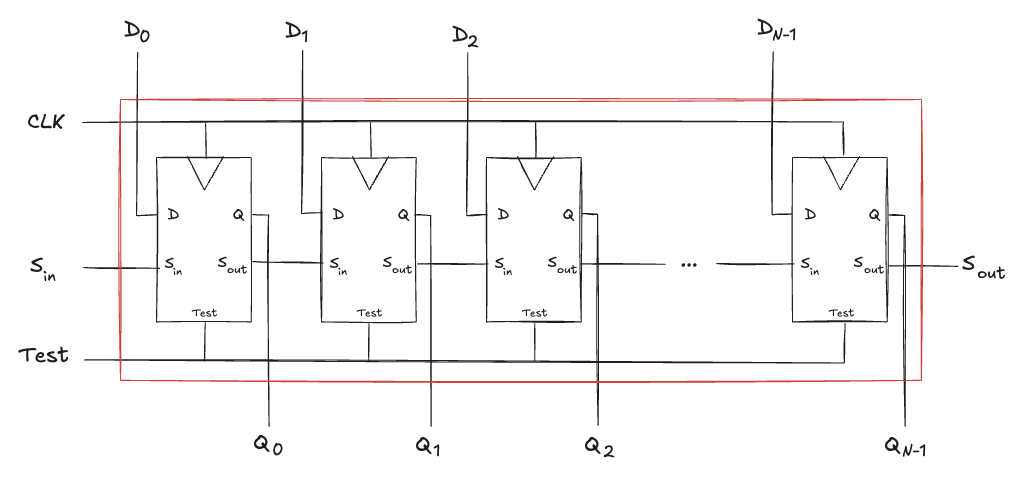 D0 D1 D2 DN-1
CLK
D Q D Q D Q D Q
Sin Sin Sout Sin Sout Sin Sout ... Sin Sout Sout
Test Test Test Test
Test
Q0 Q1 Q2 QN-1